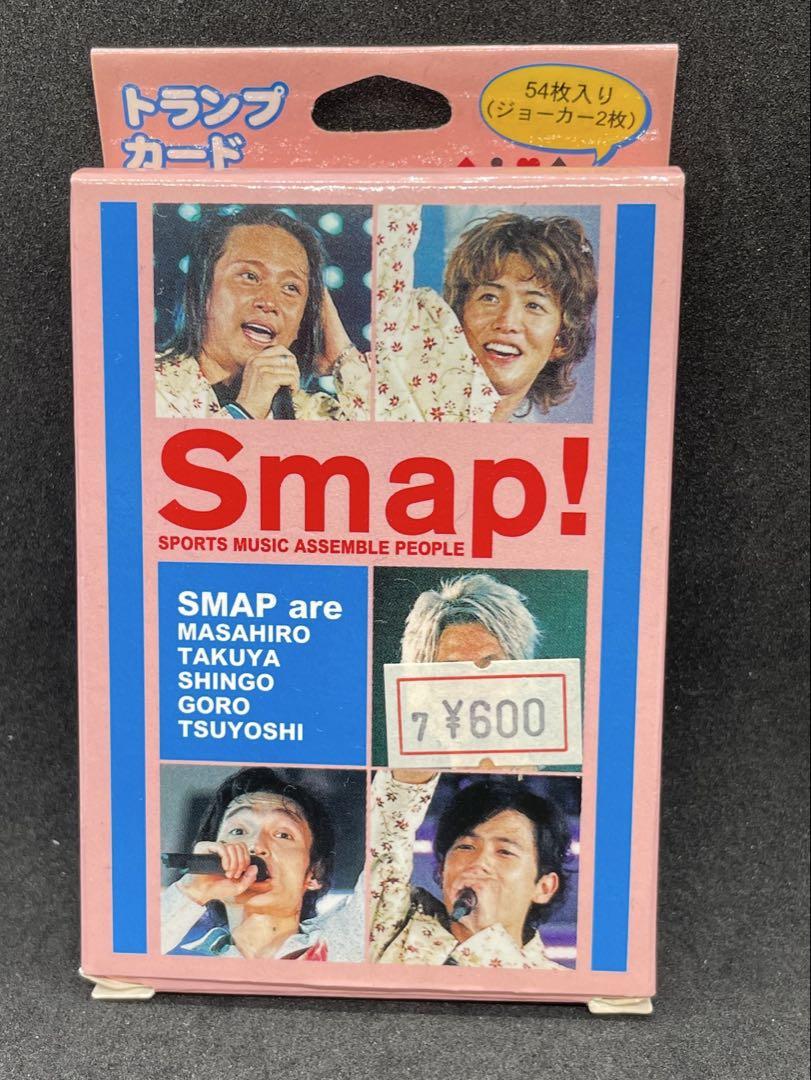 トランプ
カード
54枚入り
(ジョーカー2枚)
Smap!
SPORTS MUSIC ASSEMBLE PEOPLE
SMAP are
MASAHIRO
TAKUYA
SHINGO
GORO
TSUYOSHI
7 ¥600